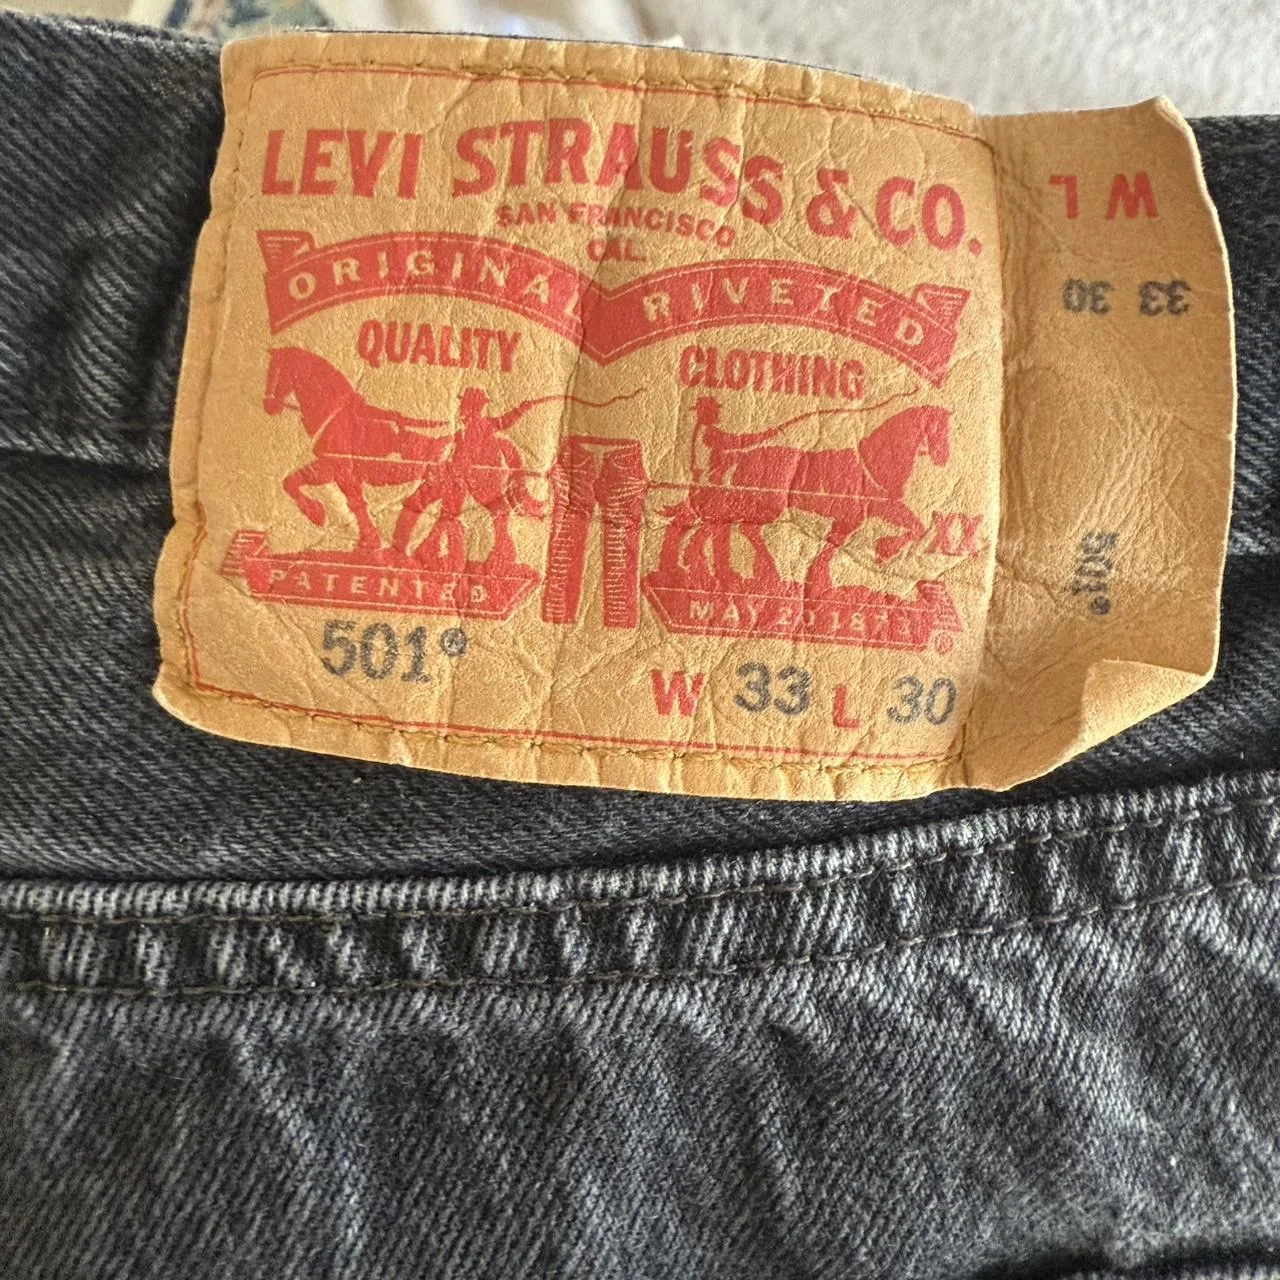 LEVI STRAUSS & CO.
SAN FRANCISCO
CAL.
ORIGINAL RIVETED
QUALITY CLOTHING
XX
PATENTED MAY 20 1873 ®
501®
W 33 L 30
W L
33 30
501®